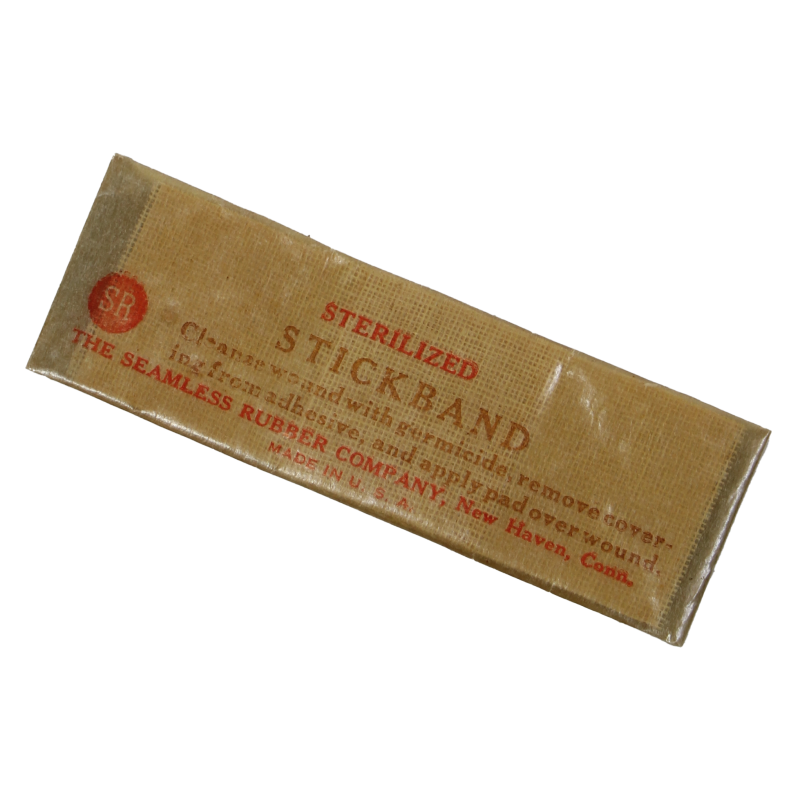 SR
STERILIZED
STICKBAND
Cleanse wound with germicide, remove cover-
ing from adhesive, and apply pad over wound.
THE SEAMLESS RUBBER COMPANY, New Haven, Conn.
MADE IN U. S. A.